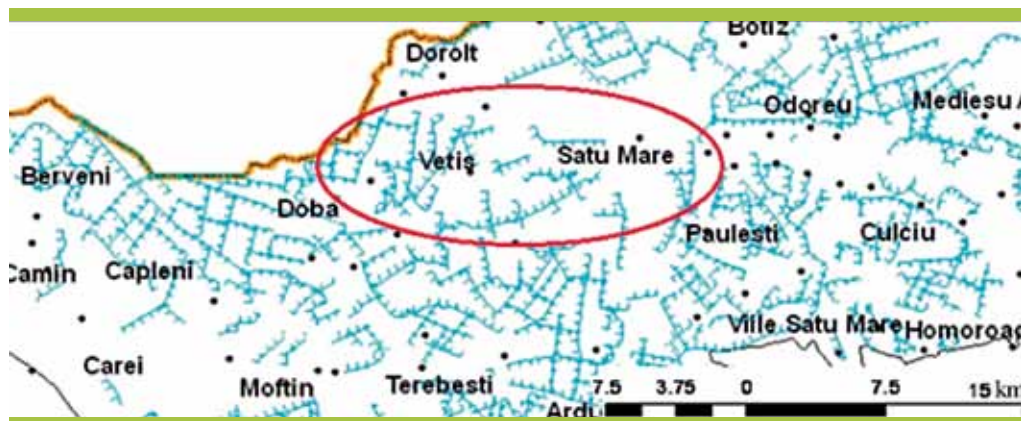 Botiz
Dorolt
Odoreu
Mediesu A
Vetiş
Satu Mare
Berveni
Doba
Paulesti
Culciu
Camin
Capleni
Ville Satu Mare
Homoroad
Carei
Moftin
Terebesti
Ardu
7.5 3.75 0 7.5 15 km